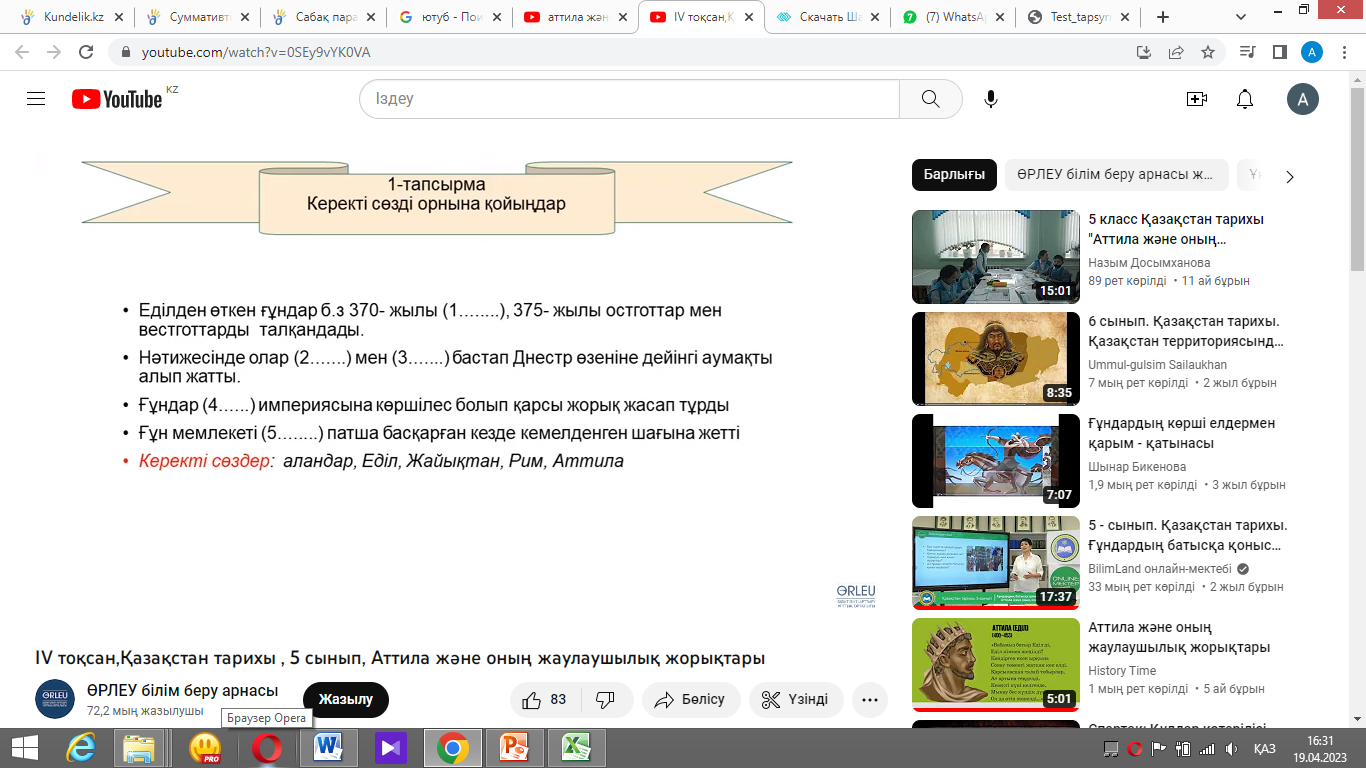 Kundelik.kz
Суммативт
Сабақ пара
ютуб - Пои
аттила жән
IV тоқсан,Қ
Скачать Ша
(7) WhatsA
Test_tapsyr
youtube.com/watch?v=0SEy9vYK0VA
A
YouTube KZ
Іздеу
A
1-тапсырма
Керекті сөзді орнына қойыңдар
• Еділден өткен ғұндар б.з 370- жылы (1........), 375- жылы остготтар мен
вестготтарды талқандады.
• Нәтижесінде олар (2.......) мен (3.......) бастап Днестр өзеніне дейінгі аумақты
алып жатты.
• Ғұндар (4......) империясына көршілес болып қарсы жорық жасап тұрды
• Ғұн мемлекеті (5........) патша басқарған кезде кемелденген шағына жетті
• Керекті сөздер: аландар, Еділ, Жайықтан, Рим, Аттила
ӨRLEU
IV тоқсан,Қазақстан тарихы , 5 сынып, Аттила және оның жаулаушылық жорықтары
ӨRLEU
ӨРЛЕУ білім беру арнасы
72,2 мың жазылушы
Жазылу
83
Бөлісу
Үзінді
Браузер Opera
Барлығы
ӨРЛЕУ білім беру арнасы ж...
15:01
5 класс Қазақстан тарихы
"Аттила және оның...
Назым Досымханова
89 рет көрілді • 11 ай бұрын
8:35
6 сынып. Қазақстан тарихы.
Қазақстан территориясынд...
Ummul-gulsim Sailaukhan
7 мың рет көрілді • 2 жыл бұрын
7:07
Ғұндардың көрші елдермен
қарым - қатынасы
Шынар Бикенова
1,9 мың рет көрілді • 3 жыл бұрын
17:37
5 - сынып. Қазақстан тарихы.
Ғұндардың батысқа қоныс...
BilimLand онлайн-мектебі
33 мың рет көрілді • 2 жыл бұрын
АТТИЛА (ЕДІЛ)
(400-453)
5:01
Аттила және оның
жаулаушылық жорықтары
History Time
1 мың рет көрілді • 5 ай бұрын
PRO
ҚАЗ
16:31
19.04.2023